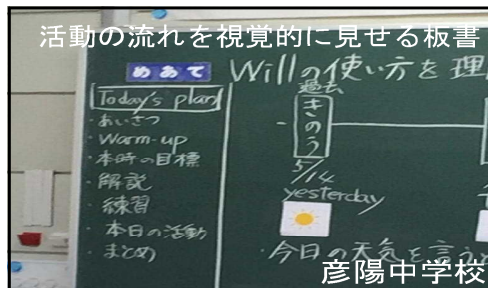 活動の流れを視覚的に見せる板書
めあて Willの使い方を理
Today's plan
・あいさつ
・Warm-up
・本時の目標
・解説
・練習
・本日の活動
・まとめ
過去
きのう
5/14
yesterday
・今日の天気を言う
彦陽中学校